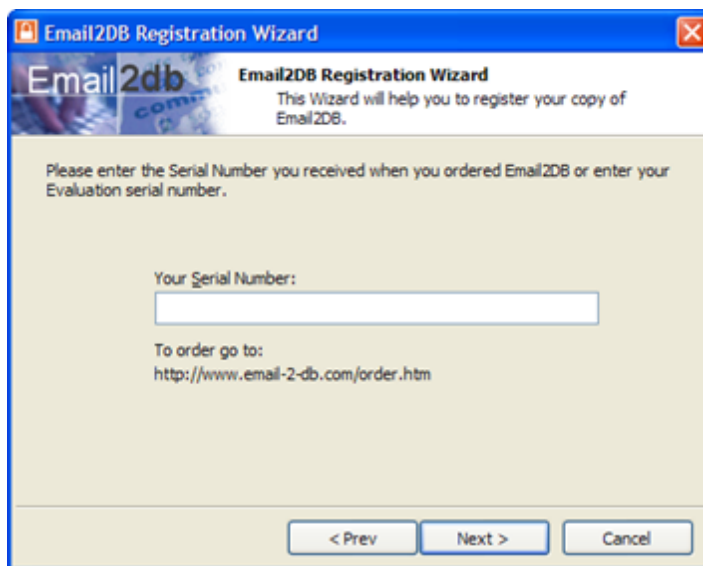 Email2DB Registration Wizard
Email2db
comm
Email2DB Registration Wizard
This Wizard will help you to register your copy of
Email2DB.
Please enter the Serial Number you received when you ordered Email2DB or enter your
Evaluation serial number.
Your Serial Number:
To order go to:
http://www.email-2-db.com/order.htm
< Prev
Next >
Cancel